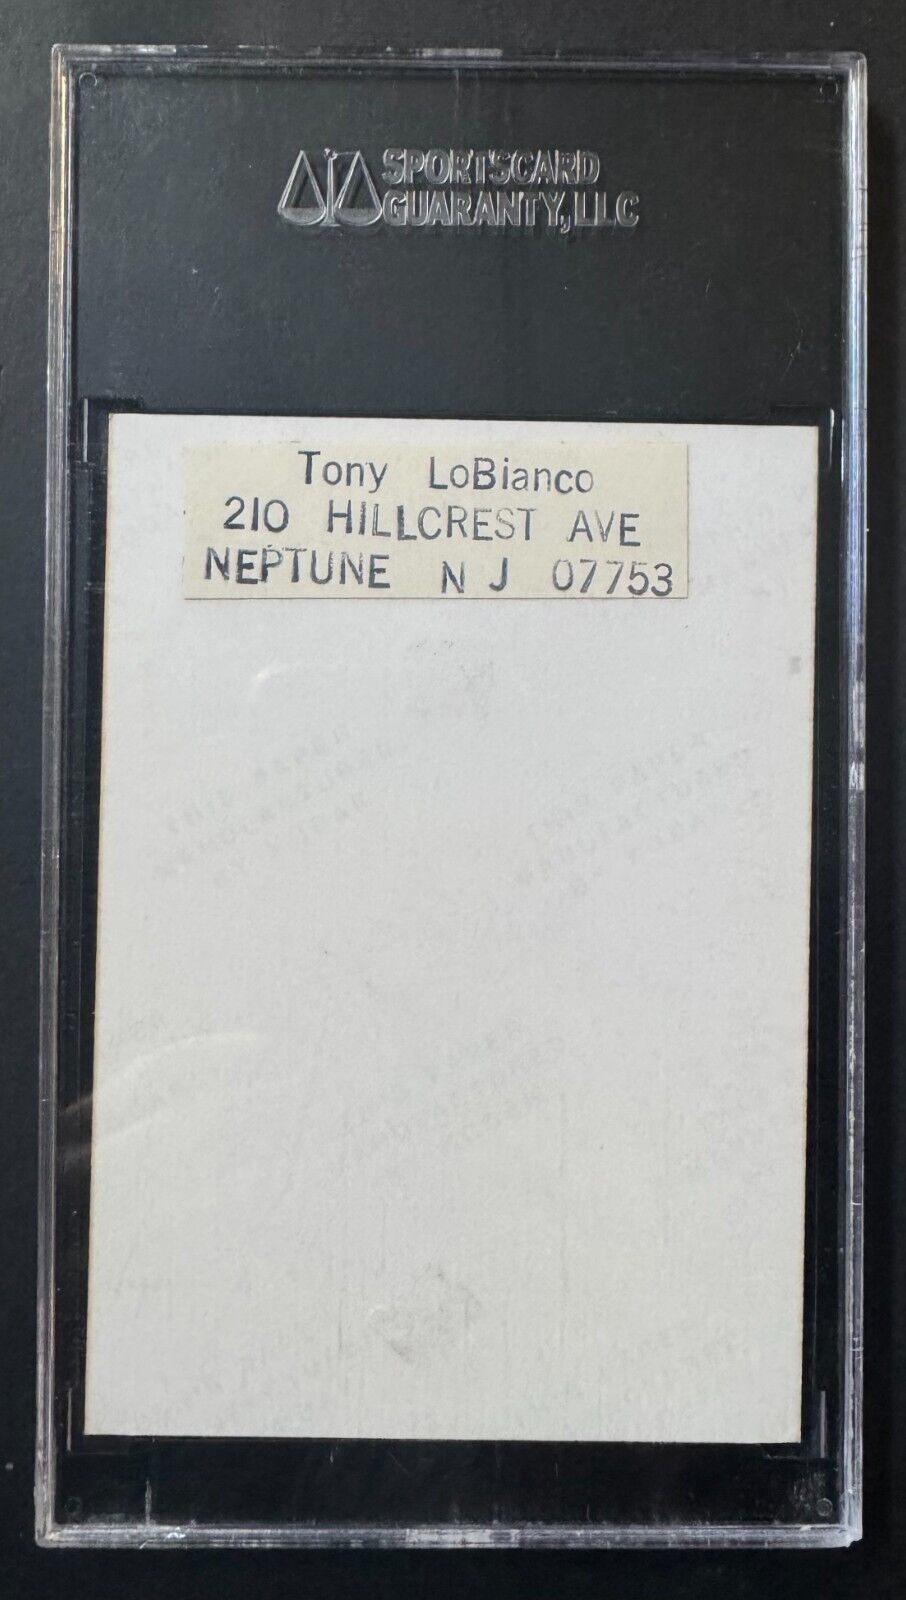 SPORTSCARD
GUARANTY, LLC
Tony LoBianco
210 HILLCREST AVE
NEPTUNE N J 07753